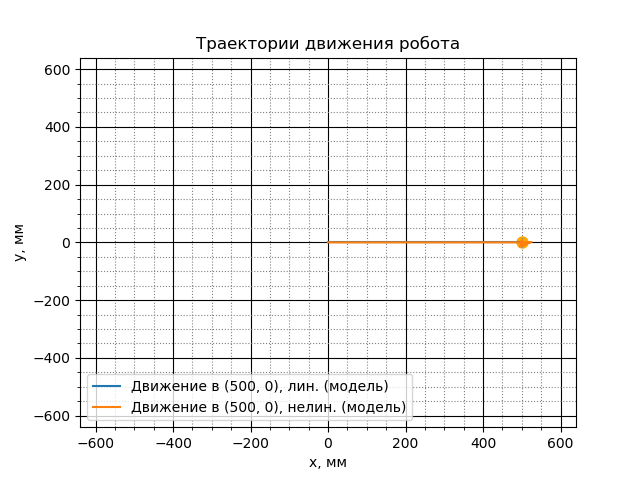 Траектории движения робота
600
400
200
0
−200
−400
−600
y, мм
Движение в (500, 0), лин. (модель)
Движение в (500, 0), нелин. (модель)
−600 −400 −200 0 200 400 600
x, мм